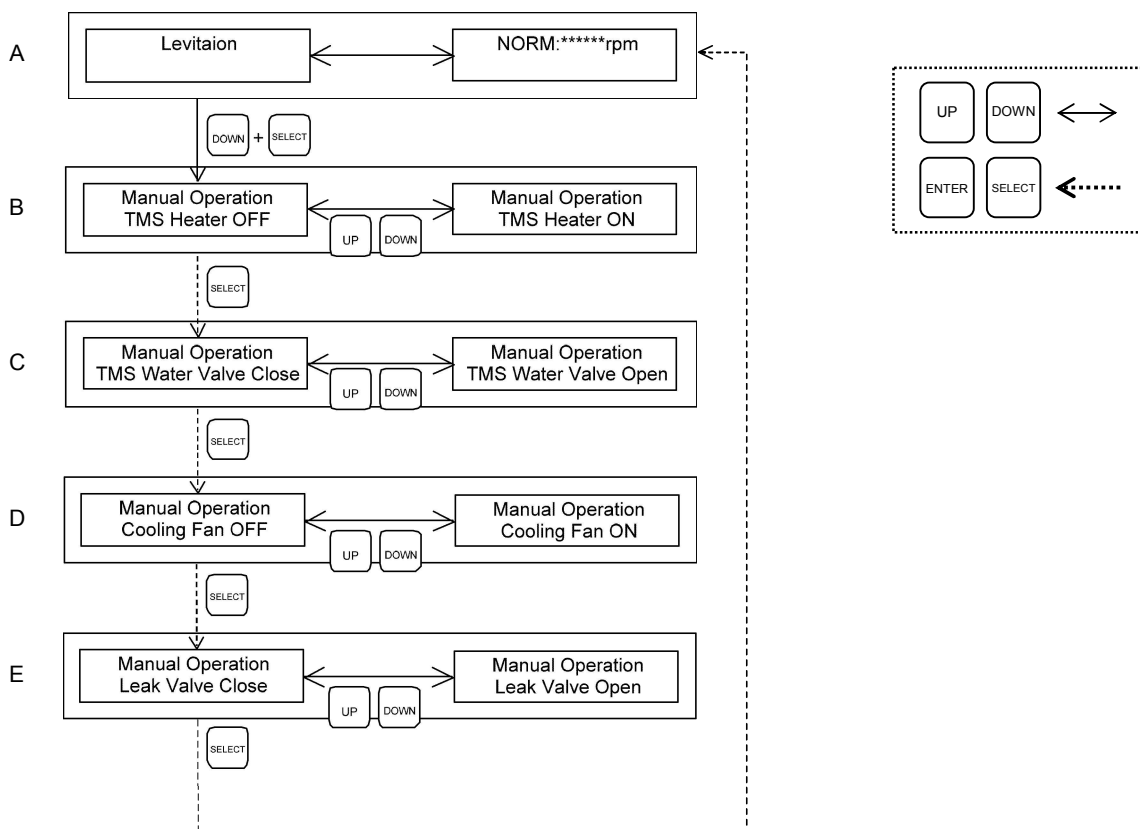 A
Levitaion
NORM:******rpm
DOWN + SELECT
B
Manual Operation
TMS Heater OFF
Manual Operation
TMS Heater ON
UP DOWN
SELECT
C
Manual Operation
TMS Water Valve Close
Manual Operation
TMS Water Valve Open
UP DOWN
SELECT
D
Manual Operation
Cooling Fan OFF
Manual Operation
Cooling Fan ON
UP DOWN
SELECT
E
Manual Operation
Leak Valve Close
Manual Operation
Leak Valve Open
UP DOWN
SELECT
UP DOWN
ENTER SELECT